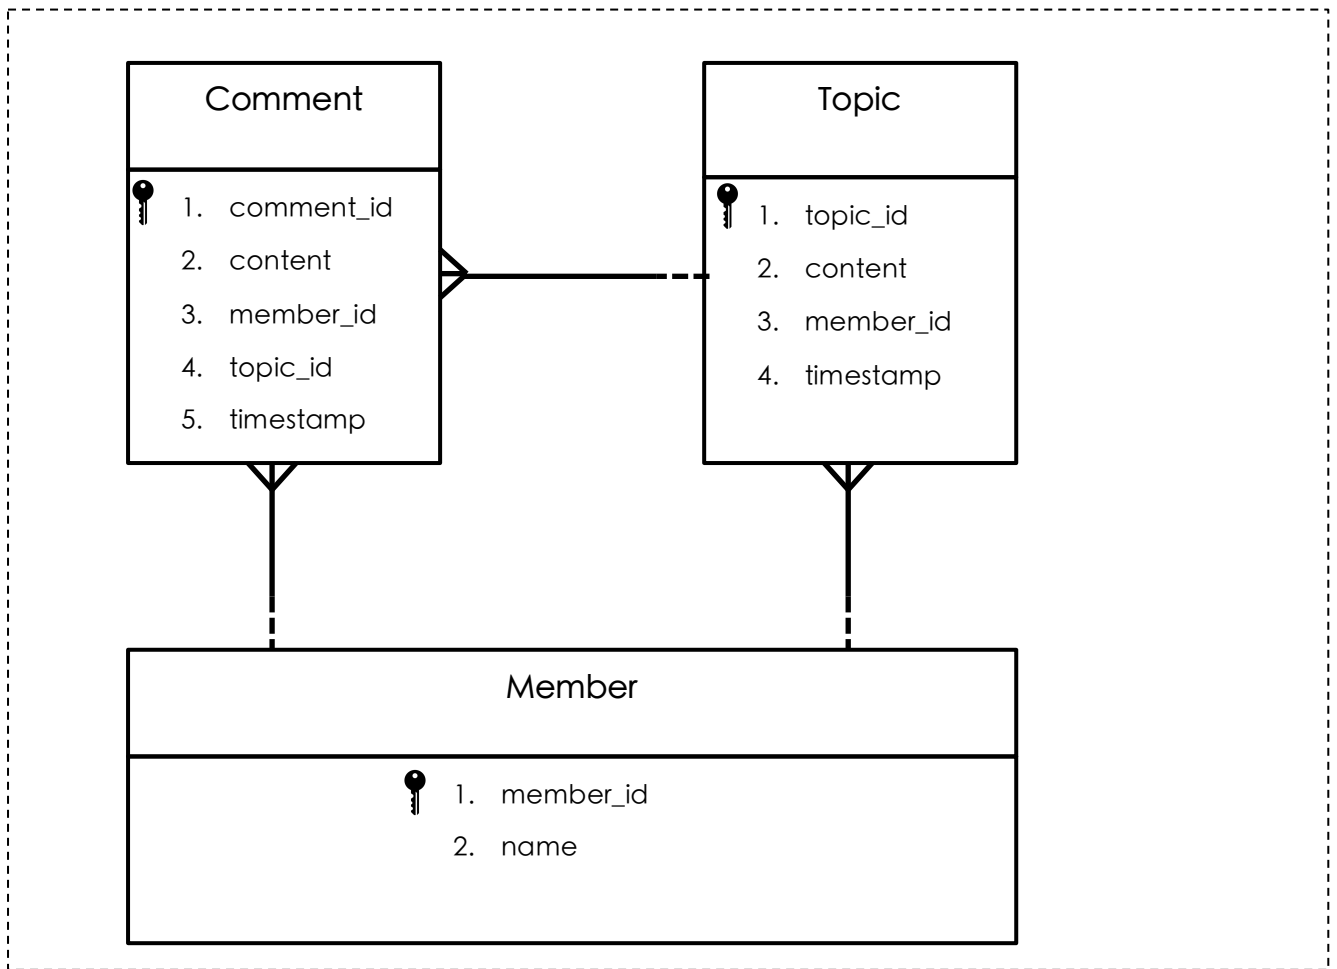 Comment
1. comment_id
2. content
3. member_id
4. topic_id
5. timestamp
Topic
1. topic_id
2. content
3. member_id
4. timestamp
Member
1. member_id
2. name